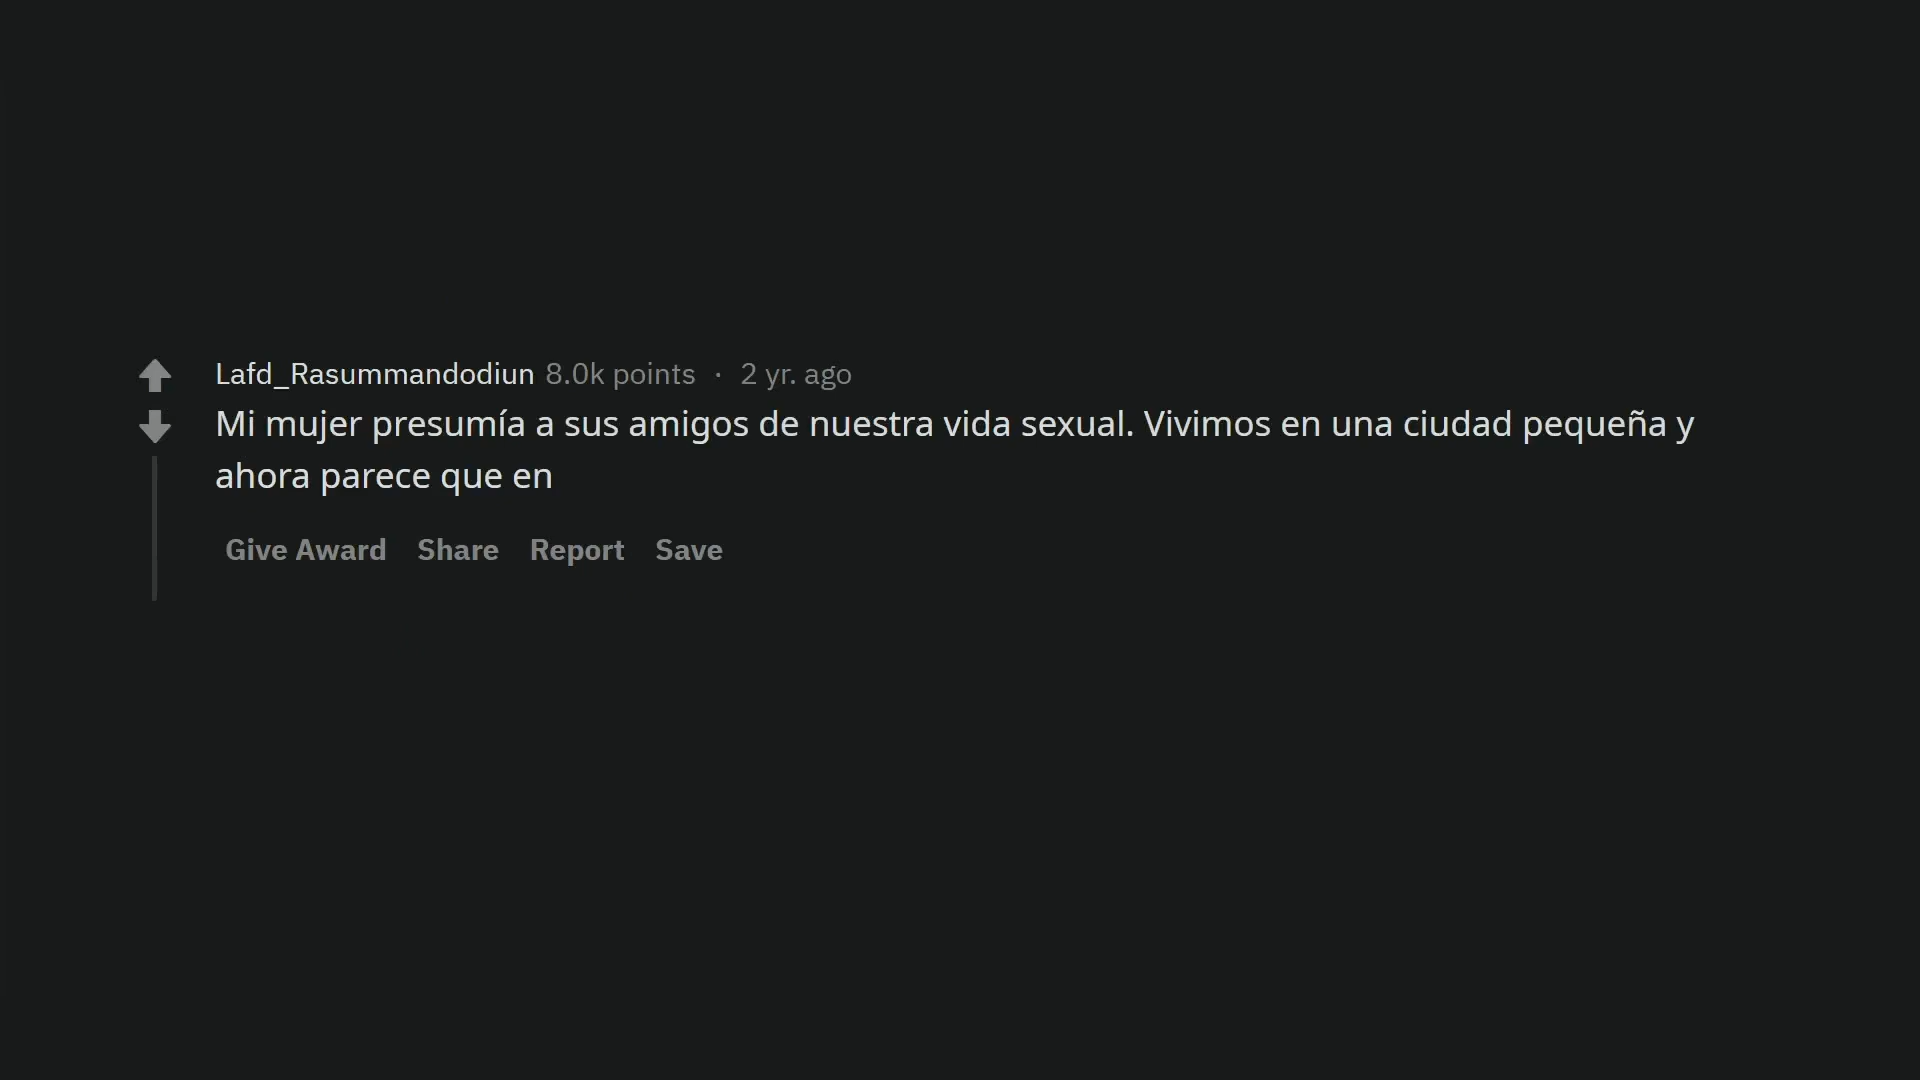 Lafd_Rasummandodiun 8.0k points · 2 yr. ago
Mi mujer presumía a sus amigos de nuestra vida sexual. Vivimos en una ciudad pequeña y
ahora parece que en
Give Award Share Report Save